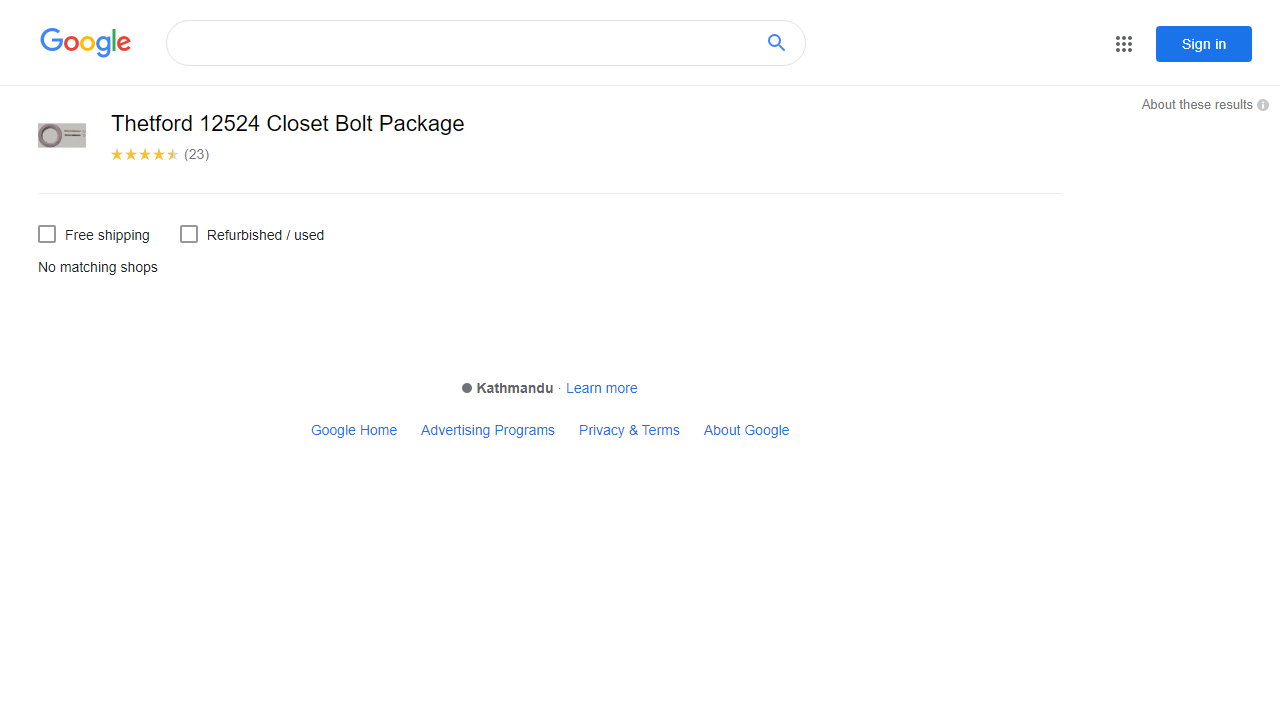 Google
Sign in
About these results
Thetford 12524 Closet Bolt Package
(23)
Free shipping
Refurbished / used
No matching shops
Kathmandu · Learn more
Google Home Advertising Programs Privacy & Terms About Google